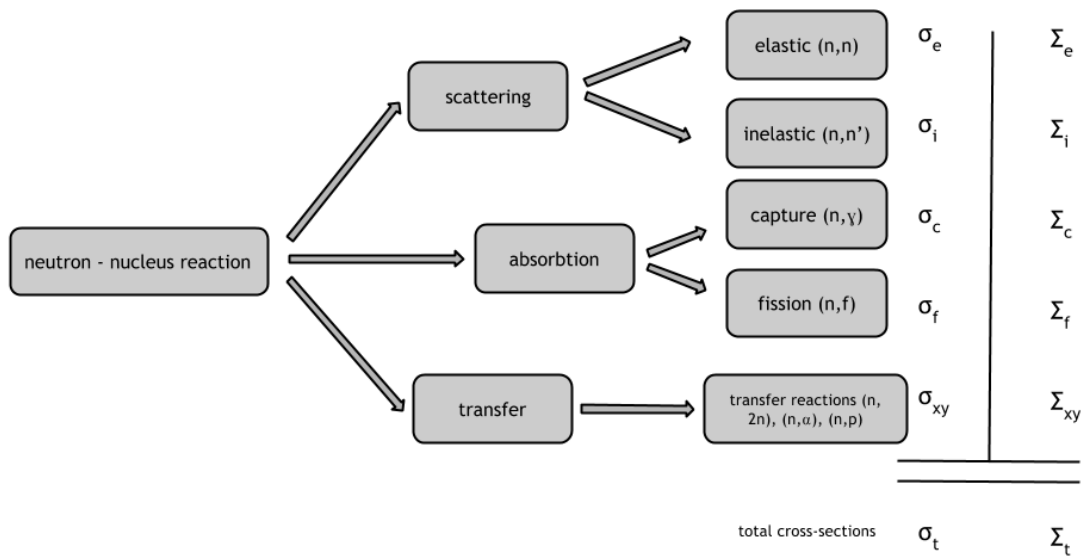 elastic (n,n) σe Σe
scattering
inelastic (n,n’) σi Σi
capture (n,ɣ) σc Σc
neutron - nucleus reaction
absorbtion
fission (n,f) σf Σf
transfer
transfer reactions (n,
2n), (n,α), (n,p)
σxy Σxy
total cross-sections σt Σt